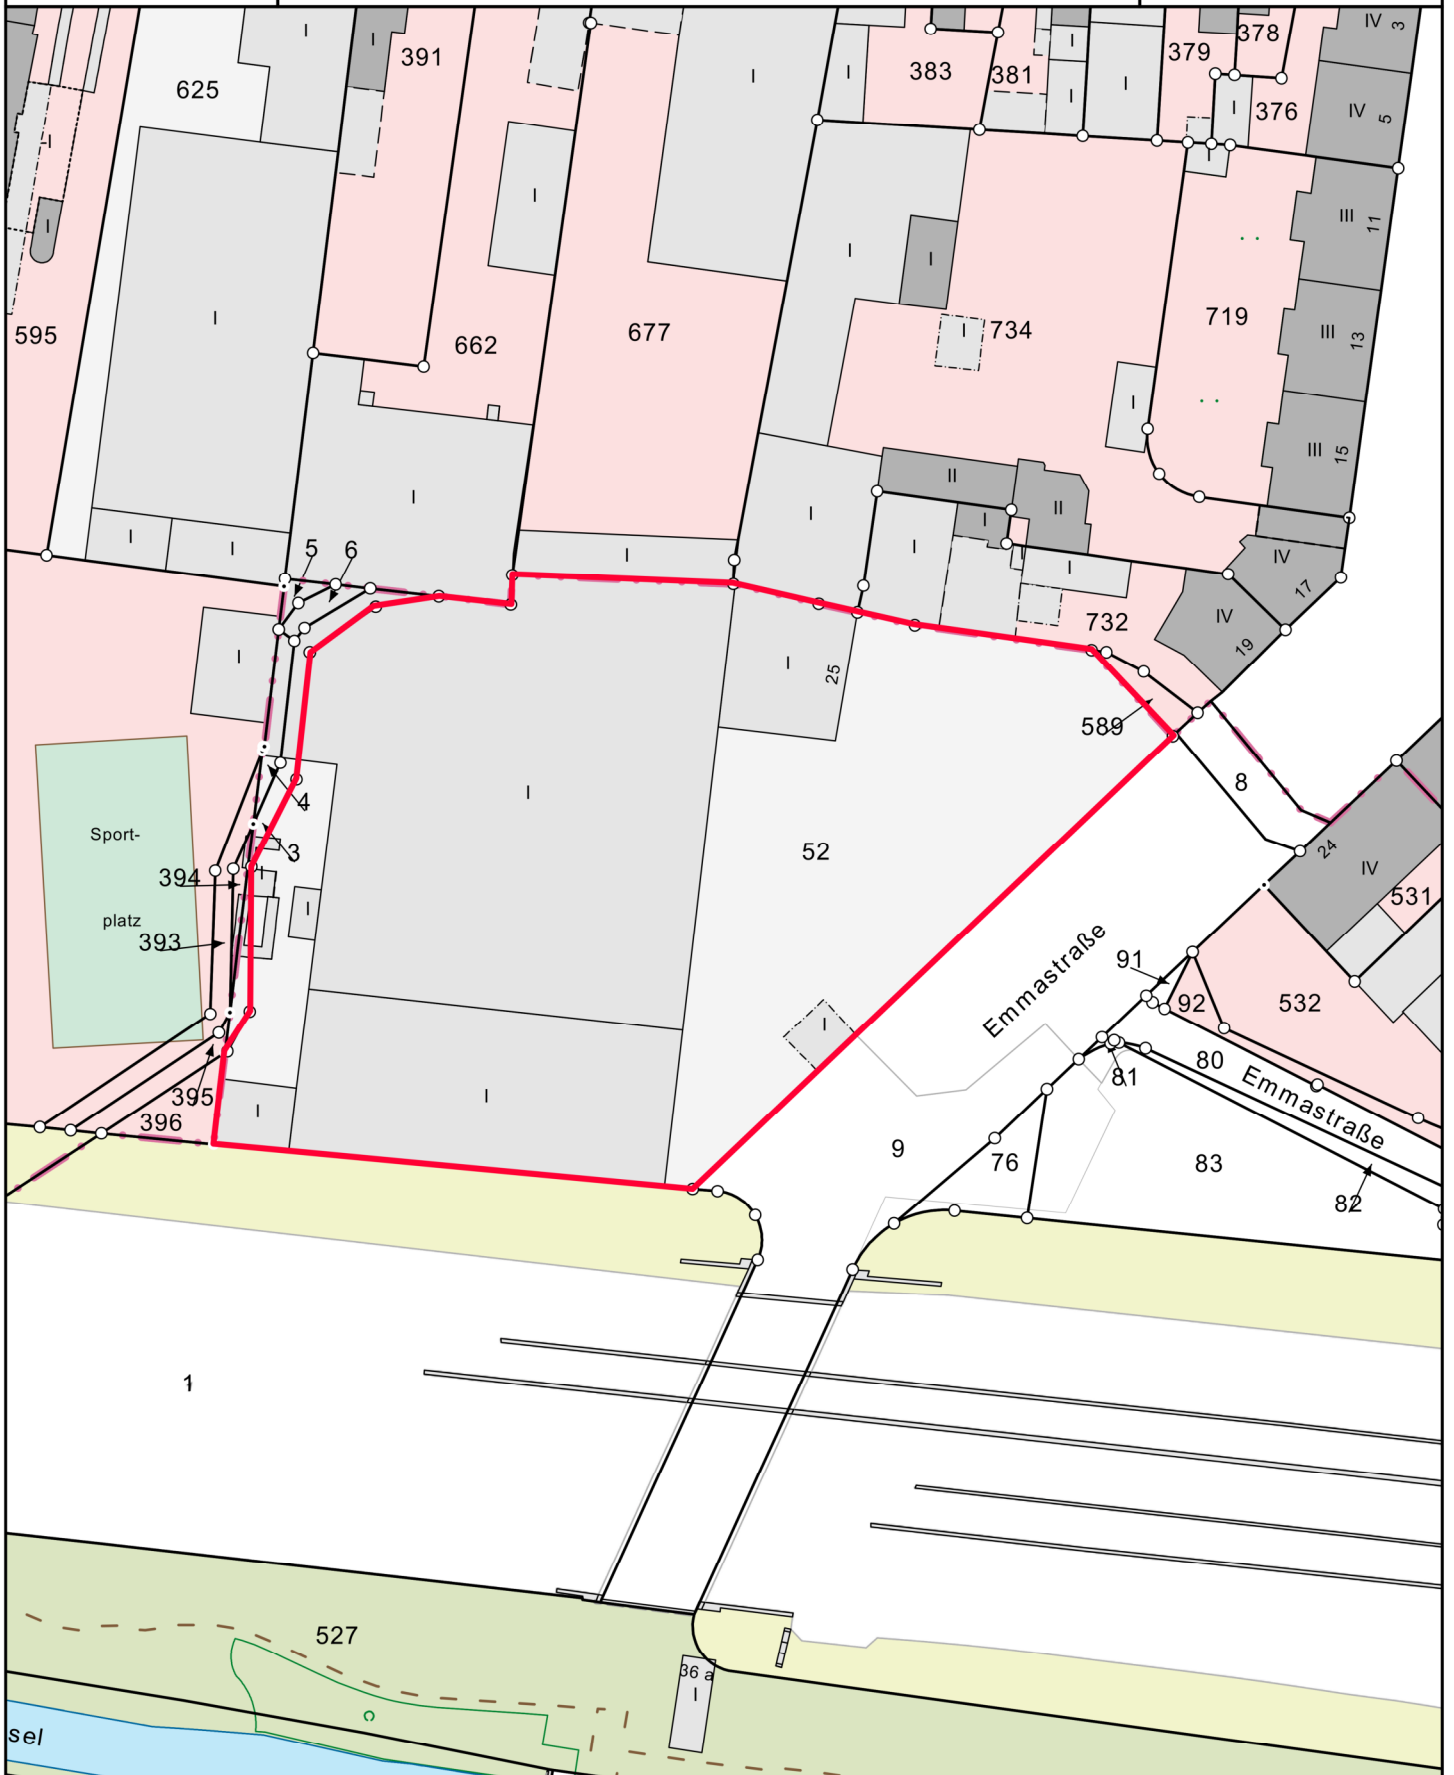 IV
3
I
I
391
378
379
625
383
381
I
I
I
I
I
IV
5
I
I
376
-I
I
I
III
11
I
I
I
595
I
662
677
I
734
719
III
13
I
III
15
II
II
I
I
I
I
I
I
I
5
6
I
I
I
IV
17
732
IV
19
I
I
25
589
8
4
Sport-
platz
I
52
3
24
IV
394
I
531
I
393
Emmastraße
91
92
532
I
80
81
Emmastraße
395
396
I
I
9
76
83
82
1
527
36 a
I
sel